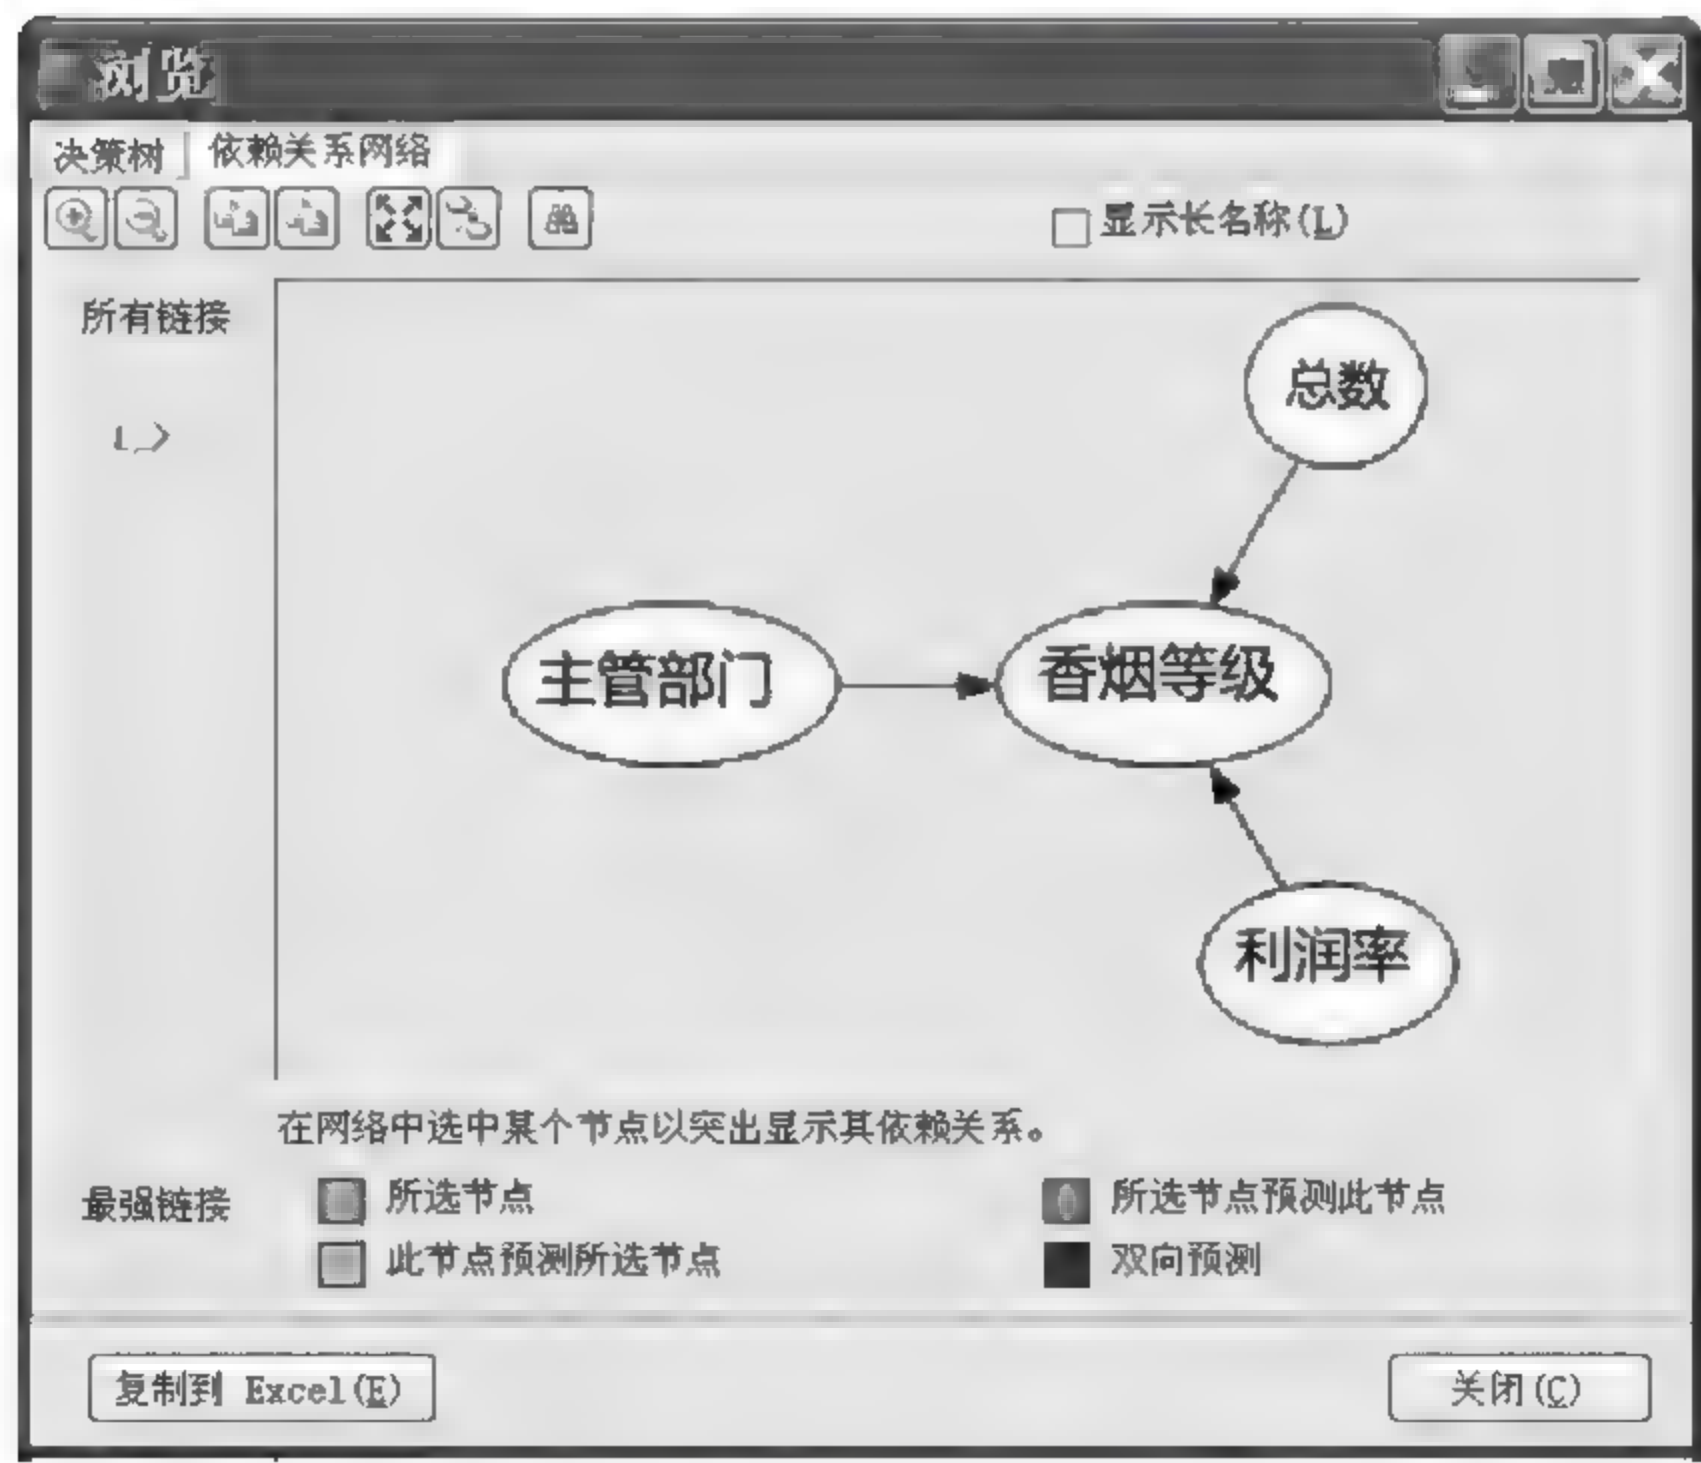 浏览
决策树 依赖关系网络
显示长名称(L)
所有链接
总数
主管部门
香烟等级
利润率
在网络中选中某个节点以突出显示其依赖关系。
最强链接
所选节点
所选节点预测此节点
此节点预测所选节点
双向预测
复制到 Excel(E)
关闭(C)